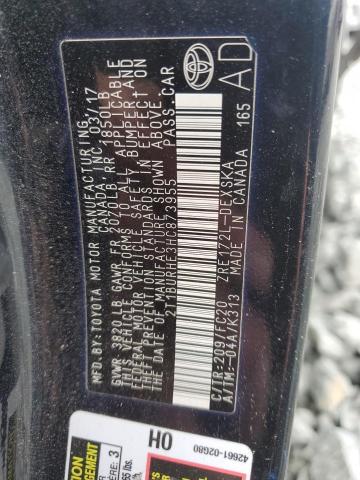 MFD.BY:TOYOTA MOTOR MANUFACTURING
CANADA, INC. 03/17
GVWR 3820 LB GAWR FR 2070LB RR 1850LB
THIS VEHICLE CONFORMS TO ALL APPLICABLE
FEDERAL MOTOR VEHICLE SAFETY BUMPER AND
THEFT PREVENTION STANDARDS IN EFFECT ON
THE DATE OF MANUFACTURE SHOWN ABOVE.
2T1BURHE3HC873955 PASS.CAR
C/TR:209/FC20 ZRE172L-DEXSKA
A/TM:-04A/K313 MADE IN CANADA 165
AD
0H
42661-02G80